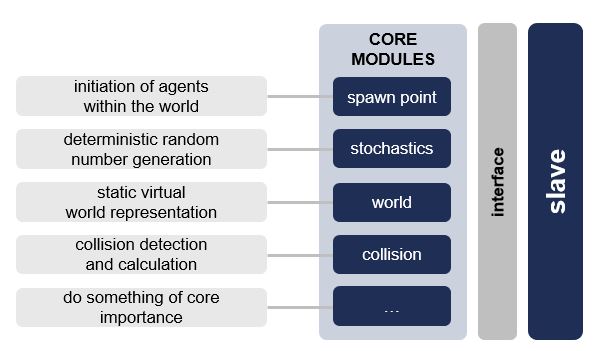 CORE
MODULES
initiation of agents
within the world
spawn point
deterministic random
number generation
stochastics
static virtual
world representation
world
collision detection
and calculation
collision
do something of core
importance
...
interface
slave